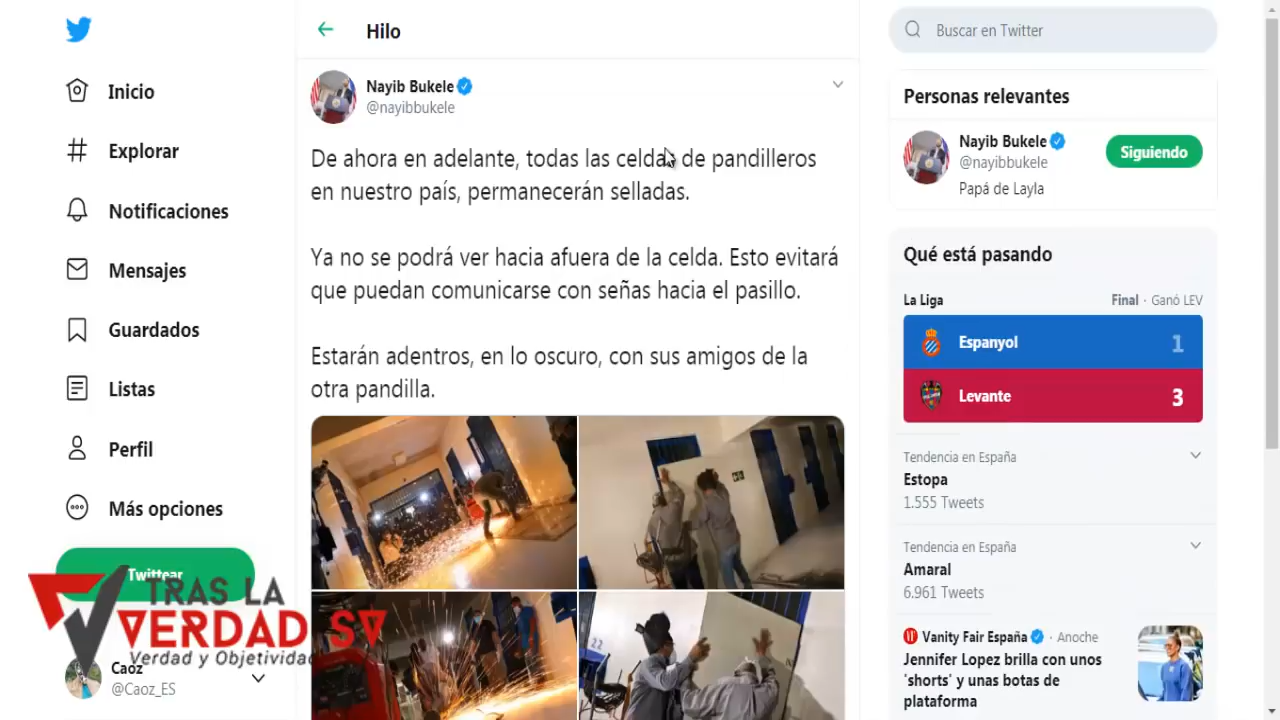 Inicio
Explorar
Notificaciones
Mensajes
Guardados
Listas
Perfil
Más opciones
Twittear
TRAS LA
VERDAD SV
Verdad y Objetividad
Caoz
@Caoz_ES
Hilo
Nayib Bukele
@nayibbukele
De ahora en adelante, todas las celdas de pandilleros
en nuestro país, permanecerán selladas.
Ya no se podrá ver hacia afuera de la celda. Esto evitará
que puedan comunicarse con señas hacia el pasillo.
Estarán adentros, en lo oscuro, con sus amigos de la
otra pandilla.
22
Buscar en Twitter
Personas relevantes
Nayib Bukele
@nayibbukele
Siguiendo
Papá de Layla
Qué está pasando
La Liga
Final · Ganó LEV
Espanyol 1
Levante 3
Tendencia en España
Estopa
1.555 Tweets
Tendencia en España
Amaral
6.961 Tweets
Vanity Fair España · Anoche
Jennifer Lopez brilla con unos
'shorts' y unas botas de
plataforma